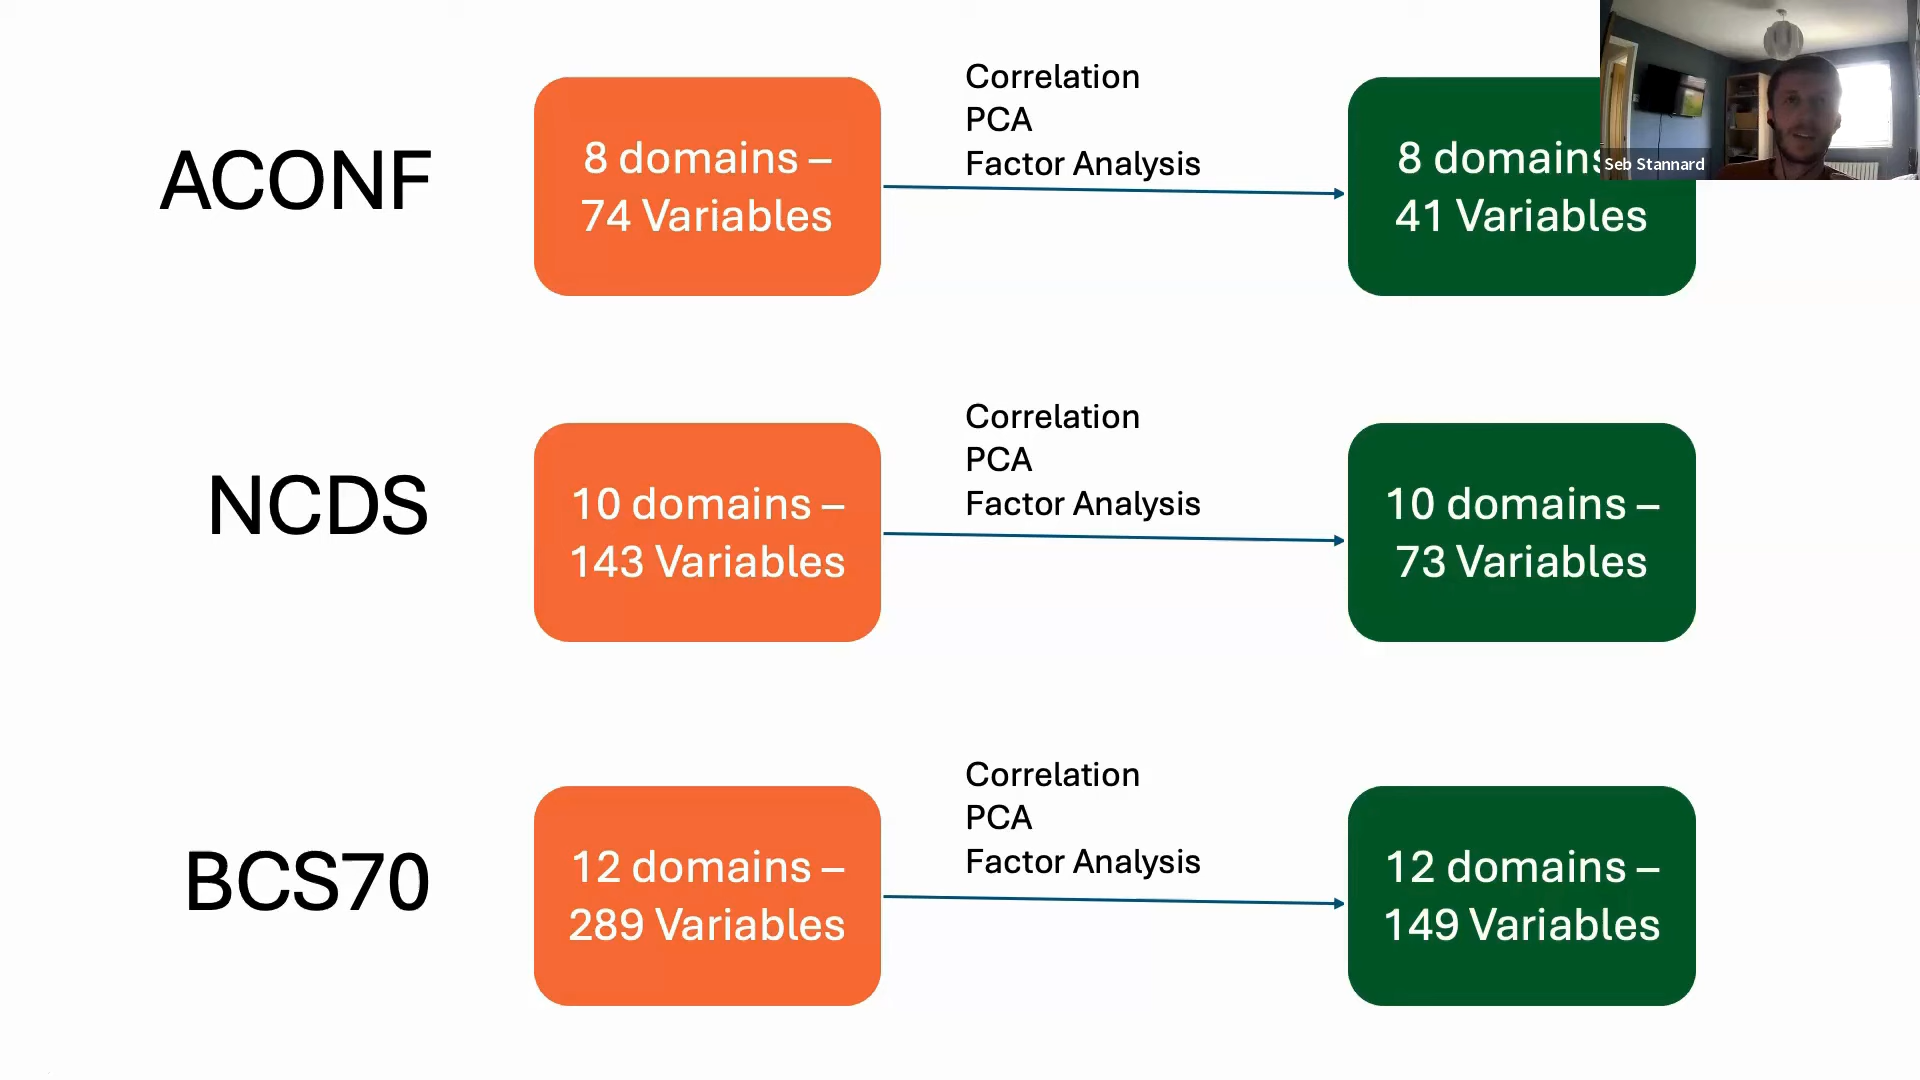 ACONF
8 domains –
74 Variables
Correlation
PCA
Factor Analysis
8 domains
41 Variables
Seb Stannard
NCDS
10 domains –
143 Variables
Correlation
PCA
Factor Analysis
10 domains –
73 Variables
BCS70
12 domains –
289 Variables
Correlation
PCA
Factor Analysis
12 domains –
149 Variables